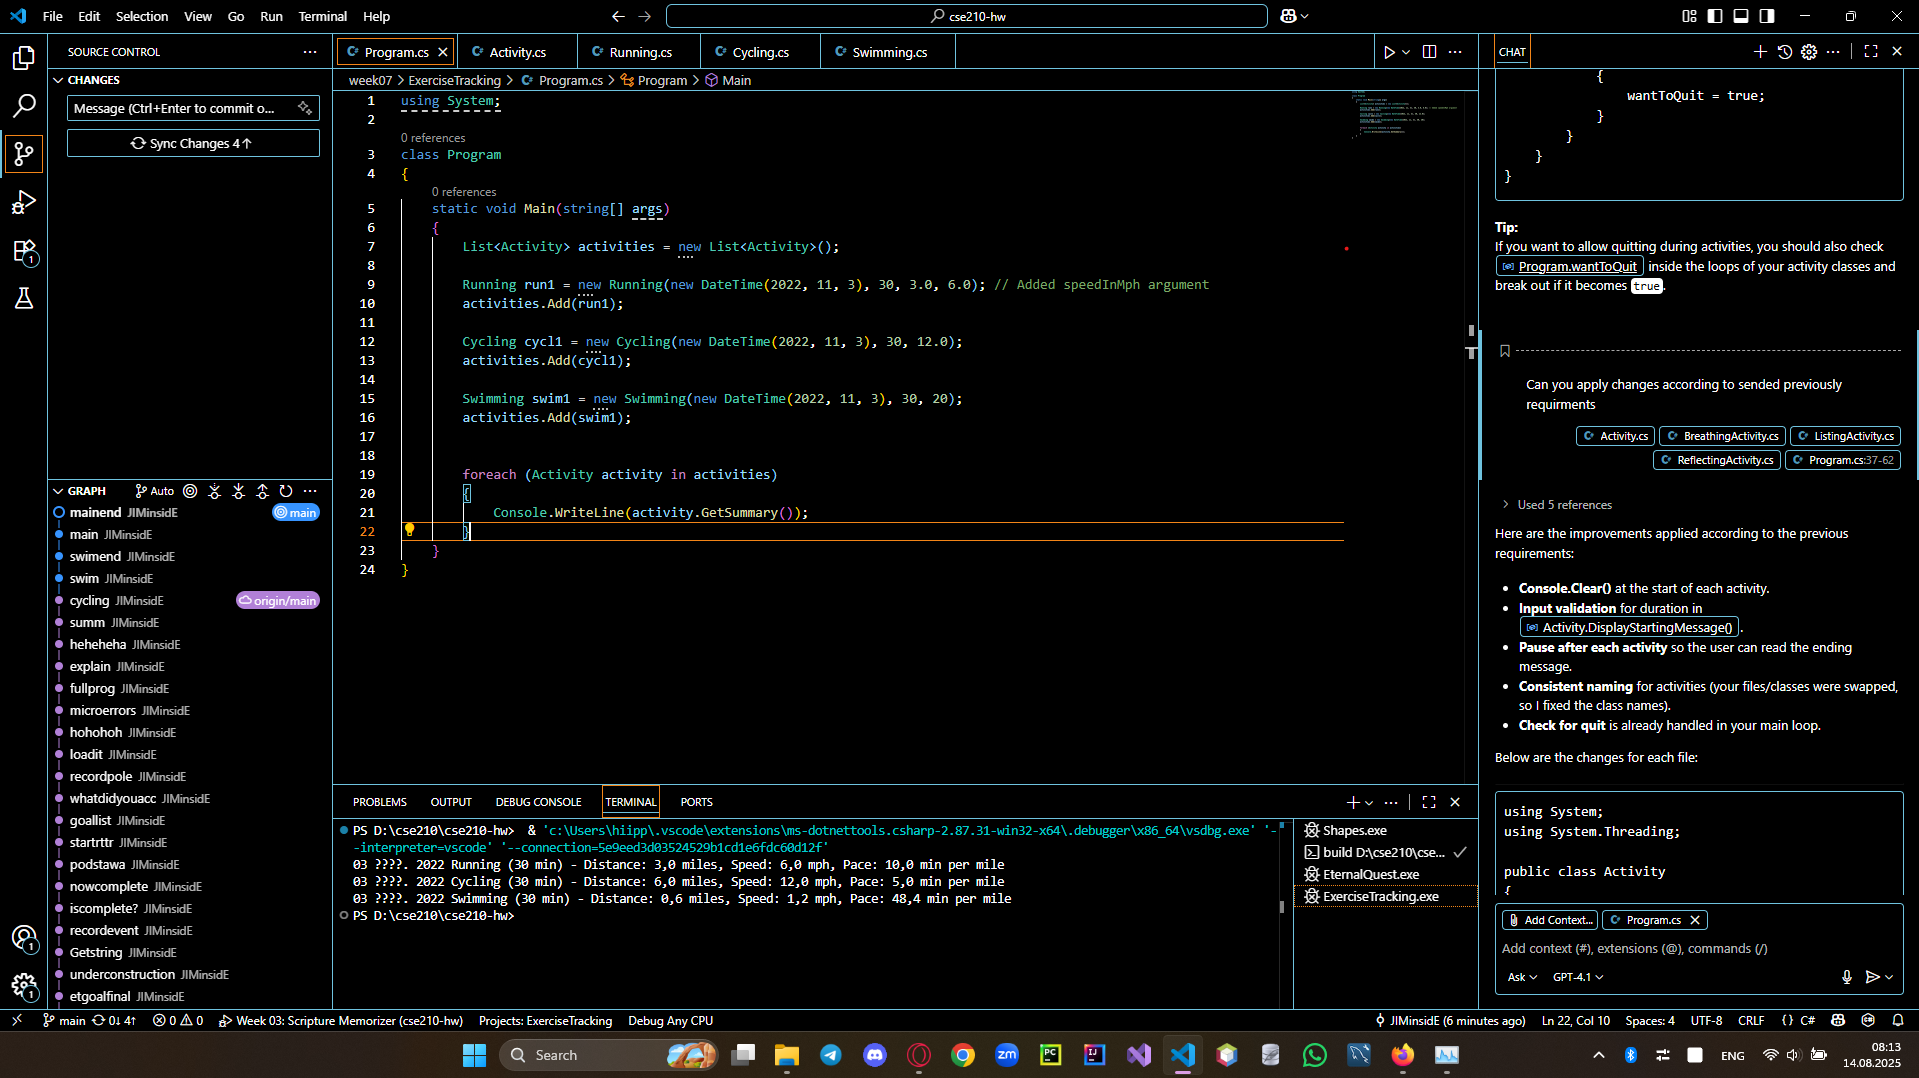 File Edit Selection View Go Run Terminal Help
cse210-hw
SOURCE CONTROL
CHANGES
Message (Ctrl+Enter to commit o...
Sync Changes 4↑
GRAPH
Auto
mainend JIMinsidE
main
main JIMinsidE
swimend JIMinsidE
swim JIMinsidE
cycling JIMinsidE
origin/main
summ JIMinsidE
heheheha JIMinsidE
explain JIMinsidE
fullprog JIMinsidE
microerrors JIMinsidE
hohohoh JIMinsidE
loadit JIMinsidE
recordpole JIMinsidE
whatdidyouacc JIMinsidE
goallist JIMinsidE
startrttr JIMinsidE
podstawa JIMinsidE
nowcomplete JIMinsidE
iscomplete? JIMinsidE
recordevent JIMinsidE
Getstring JIMinsidE
underconstruction JIMinsidE
etgoalfinal JIMinsidE
Program.cs Activity.cs Running.cs Cycling.cs Swimming.cs
week07 > ExerciseTracking > Program.cs > Program > Main
1 using System;
2
0 references
3 class Program
4 {
0 references
5 static void Main(string[] args)
6 {
7 List<Activity> activities = new List<Activity>();
8
9 Running run1 = new Running(new DateTime(2022, 11, 3), 30, 3.0, 6.0); // Added speedInMph argument
10 activities.Add(run1);
11
12 Cycling cycl1 = new Cycling(new DateTime(2022, 11, 3), 30, 12.0);
13 activities.Add(cycl1);
14
15 Swimming swim1 = new Swimming(new DateTime(2022, 11, 3), 30, 20);
16 activities.Add(swim1);
17
18
19 foreach (Activity activity in activities)
20 {
21 Console.WriteLine(activity.GetSummary());
22 }
23 }
24 }
PROBLEMS OUTPUT DEBUG CONSOLE TERMINAL PORTS
PS D:\cse210\cse210-hw> & 'c:\Users\hiipp\.vscode\extensions\ms-dotnettools.csharp-2.87.31-win32-x64\.debugger\x86_64\vsdbg.exe' '-
-interpreter=vscode' '--connection=5e9eed3d03524529b1cd1e6fdc60d12f'
03 ????. 2022 Running (30 min) - Distance: 3,0 miles, Speed: 6,0 mph, Pace: 10,0 min per mile
03 ????. 2022 Cycling (30 min) - Distance: 6,0 miles, Speed: 12,0 mph, Pace: 5,0 min per mile
03 ????. 2022 Swimming (30 min) - Distance: 0,6 miles, Speed: 1,2 mph, Pace: 48,4 min per mile
PS D:\cse210\cse210-hw>
Shapes.exe
build D:\cse210\cse...
EternalQuest.exe
ExerciseTracking.exe
CHAT
{
wantToQuit = true;
}
}
}
}
Tip:
If you want to allow quitting during activities, you should also check
Program.wantToQuit inside the loops of your activity classes and
break out if it becomes true.
Can you apply changes according to sended previously
requirments
Activity.cs BreathingActivity.cs ListingActivity.cs
ReflectingActivity.cs Program.cs:37-62
Used 5 references
Here are the improvements applied according to the previous
requirements:
• Console.Clear() at the start of each activity.
• Input validation for duration in
Activity.DisplayStartingMessage() .
• Pause after each activity so the user can read the ending
message.
• Consistent naming for activities (your files/classes were swapped,
so I fixed the class names).
• Check for quit is already handled in your main loop.
Below are the changes for each file:
using System;
using System.Threading;
public class Activity
{
Add Context... Program.cs
Add context (#), extensions (@), commands (/)
Ask GPT-4.1
main 0↓ 4↑ 0 0 Week 03: Scripture Memorizer (cse210-hw) Projects: ExerciseTracking Debug Any CPU JIMinsidE (6 minutes ago) Ln 22, Col 10 Spaces: 4 UTF-8 CRLF {} C#
Search
ENG
08:13
14.08.2025